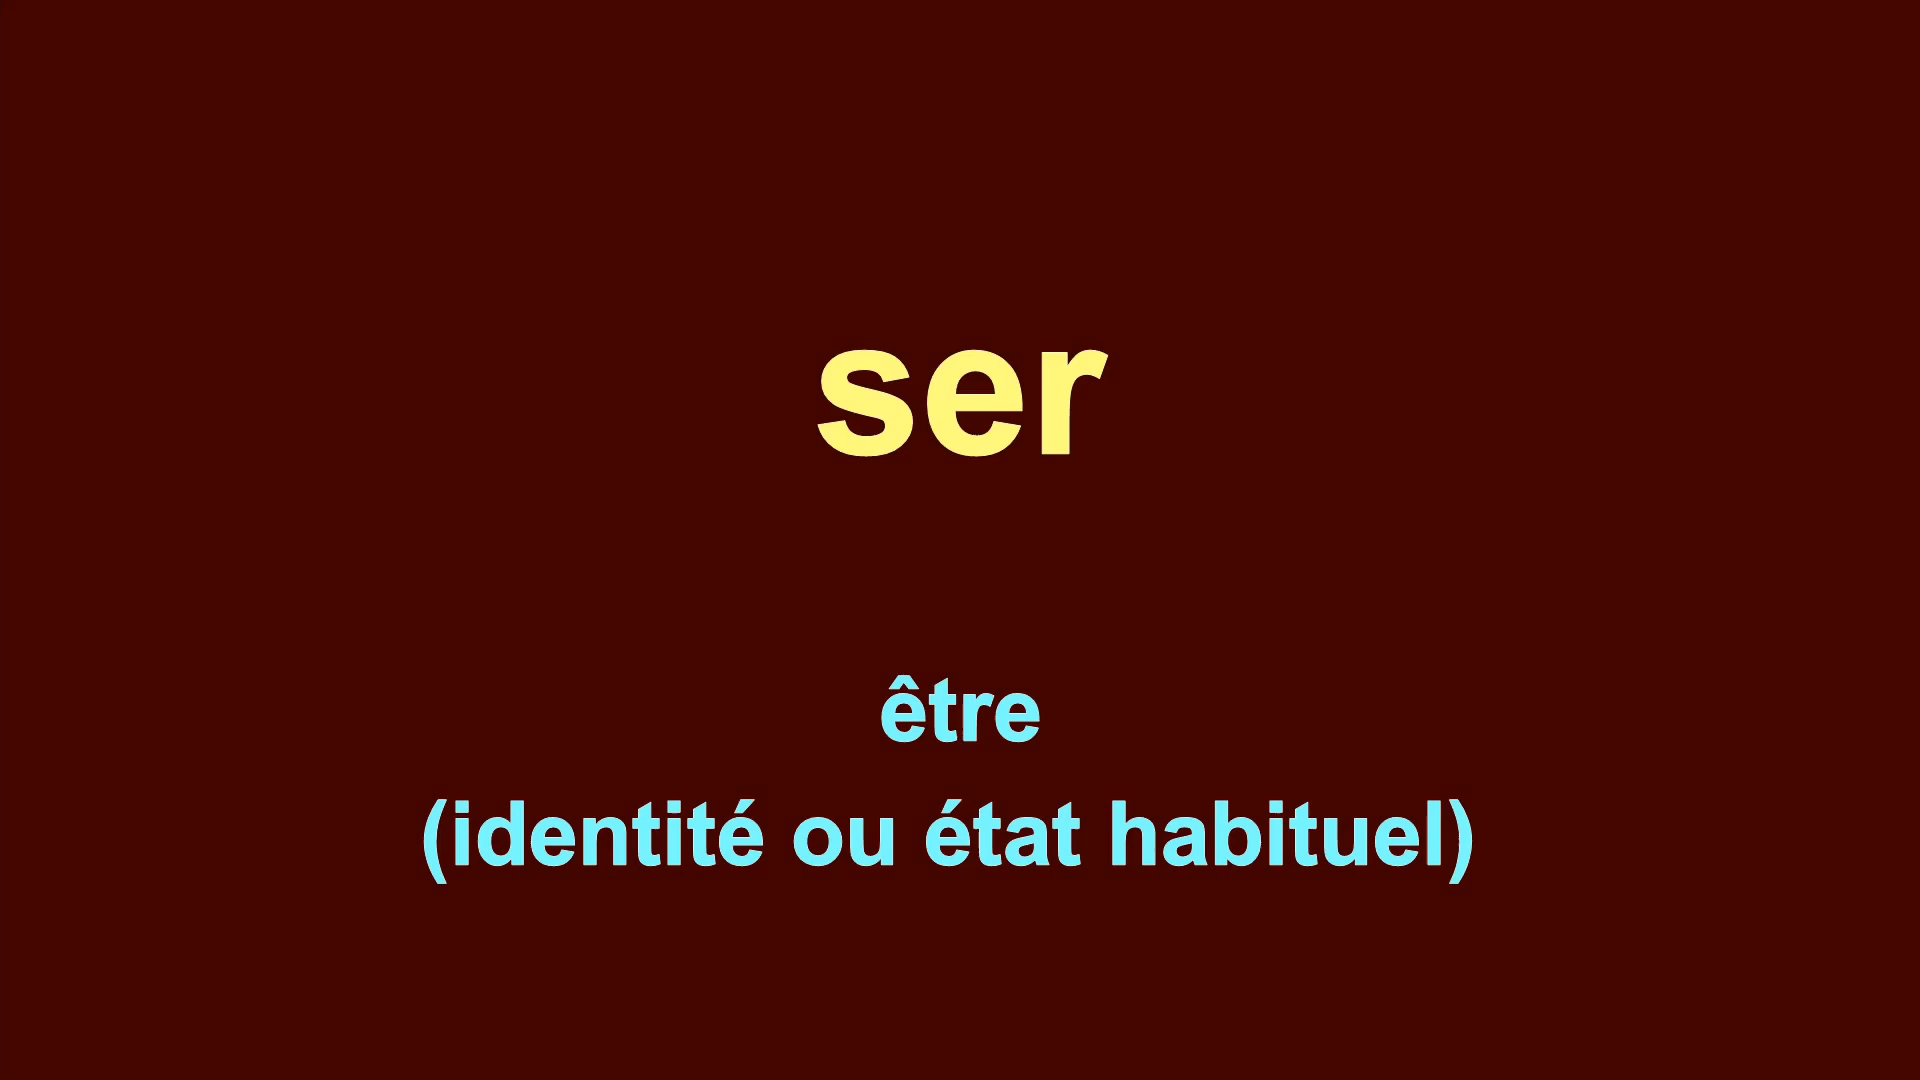 ser
être
(identité ou état habituel)